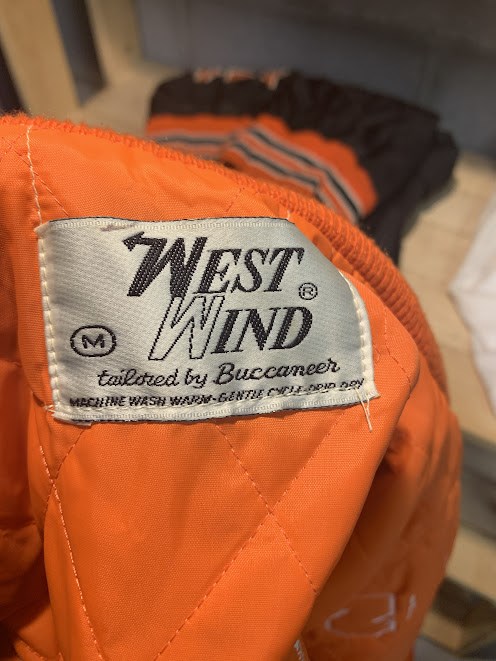 WEST
WIND ®
M
tailored by Buccaneer
MACHINE WASH WARM-GENTLE CYCLE-DRIP DRY